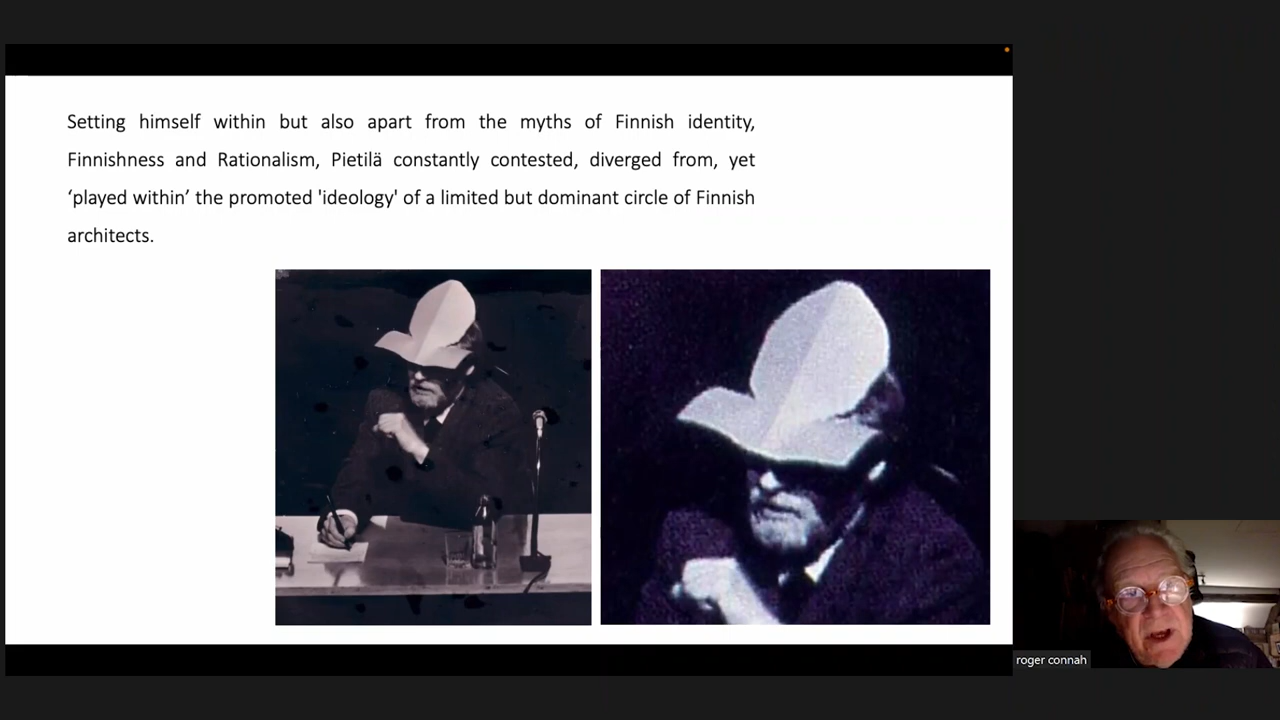 Setting himself within but also apart from the myths of Finnish identity,
Finnishness and Rationalism, Pietilä constantly contested, diverged from, yet
‘played within’ the promoted 'ideology' of a limited but dominant circle of Finnish
architects.
roger connah